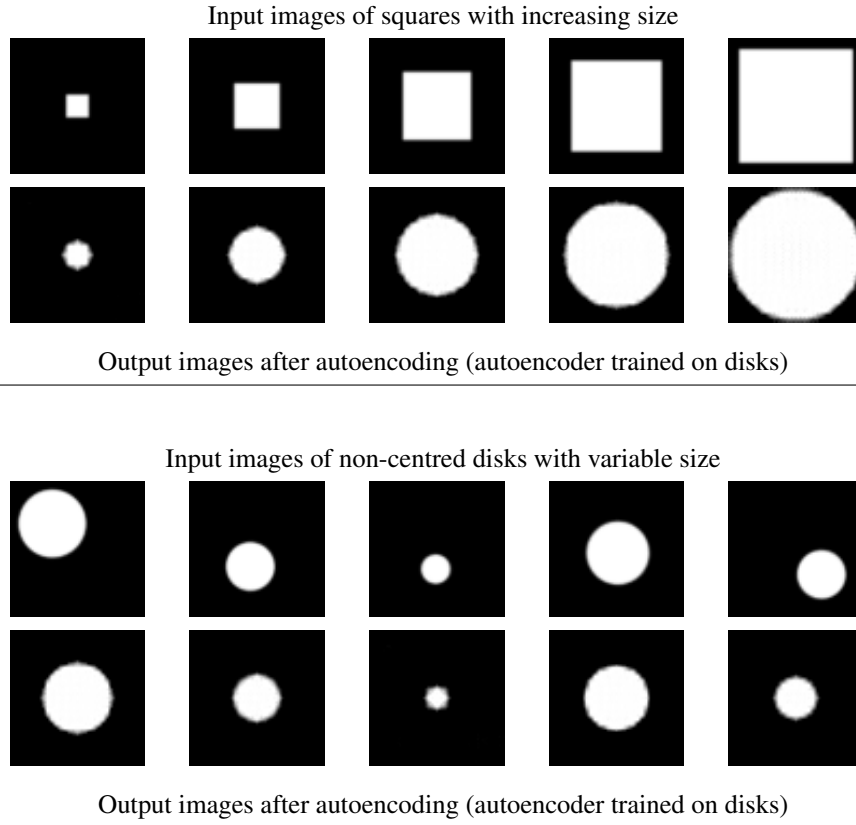 Input images of squares with increasing size
Output images after autoencoding (autoencoder trained on disks)
Input images of non-centred disks with variable size
Output images after autoencoding (autoencoder trained on disks)